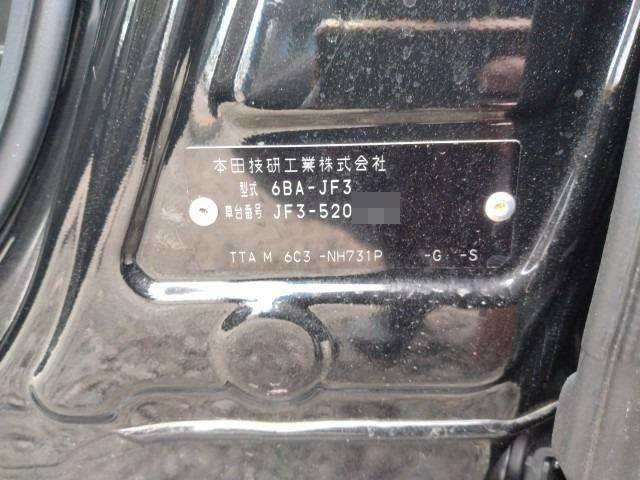 本田技研工業株式会社
型式 6BA-JF3
車台番号 JF3-520
TTA M 6C3 -NH731P -G -S